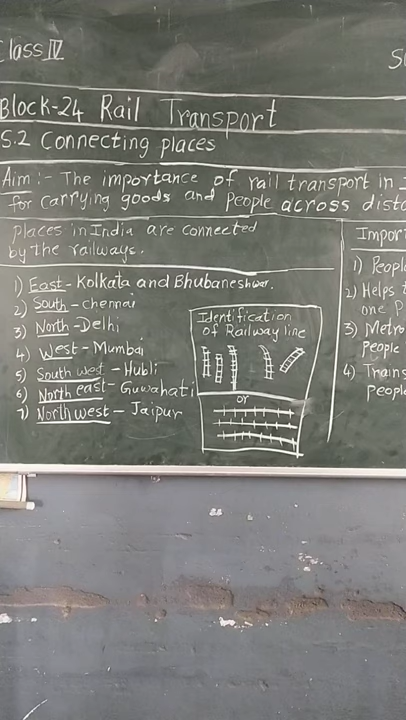 Class IV
S
Block-24 Rail Transport
S.2 Connecting places
Aim :- The importance of rail transport in I
for carrying goods and People across dista
places in India are connected
by the railways.
1) East - Kolkata and Bhubaneshwar.
2) South - chennai
3) North - Delhi
4) West - Mumbai
5) South west - Hubli
6) North east - Guwahati
7) North west - Jaipur
Identification
of Railway line
or
Impor
1) People
2) Helps t
one P
3) Metro
People
4) Trains
People